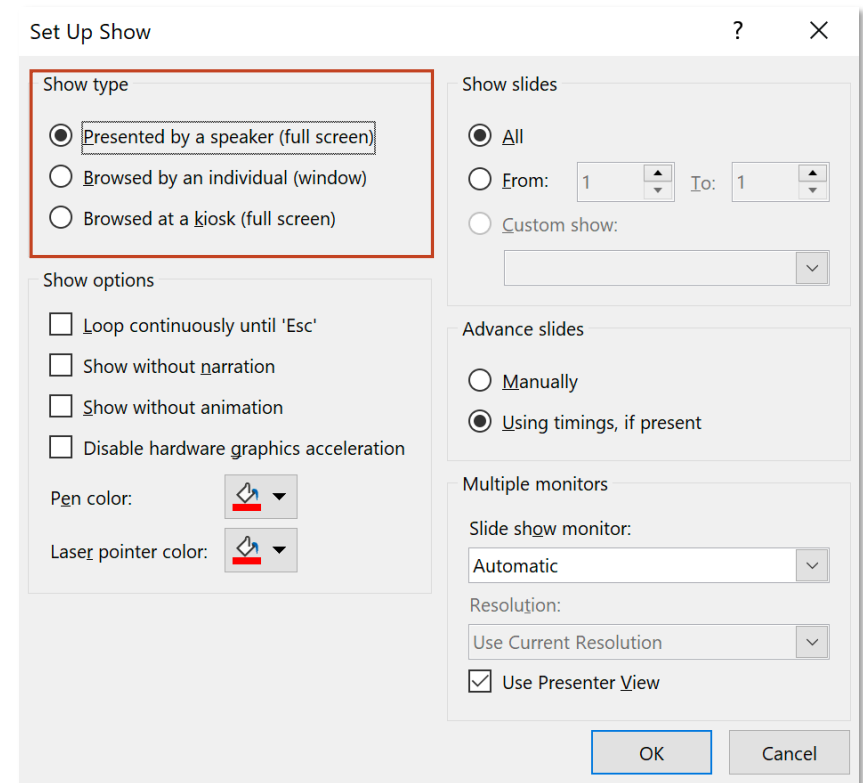 Set Up Show
?
Show type
Presented by a speaker (full screen)
Browsed by an individual (window)
Browsed at a kiosk (full screen)
Show options
Loop continuously until 'Esc'
Show without narration
Show without animation
Disable hardware graphics acceleration
Pen color:
Laser pointer color:
Show slides
All
From: 1 To: 1
Custom show:
Advance slides
Manually
Using timings, if present
Multiple monitors
Slide show monitor:
Automatic
Resolution:
Use Current Resolution
Use Presenter View
OK Cancel